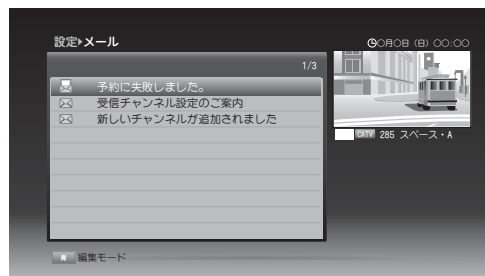 設定▶メール
○月○日 (日) ○○:○○
1/3
予約に失敗しました。
受信チャンネル設定のご案内
新しいチャンネルが追加されました
CATV 285 スペース・A
編集モード